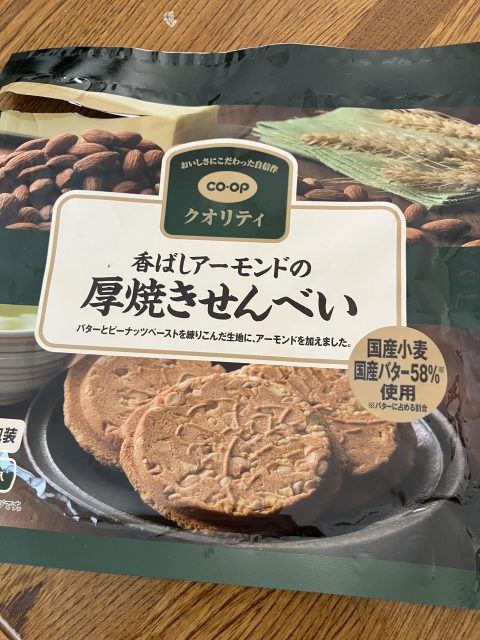 おいしさにこだわった自信作
CO·OP
クオリティ
香ばしアーモンドの
厚焼きせんべい
バターとピーナッツペーストを練りこんだ生地に、アーモンドを加えました。
国産小麦
国産バター58%※
使用
※バターに占める割合
包装
です。